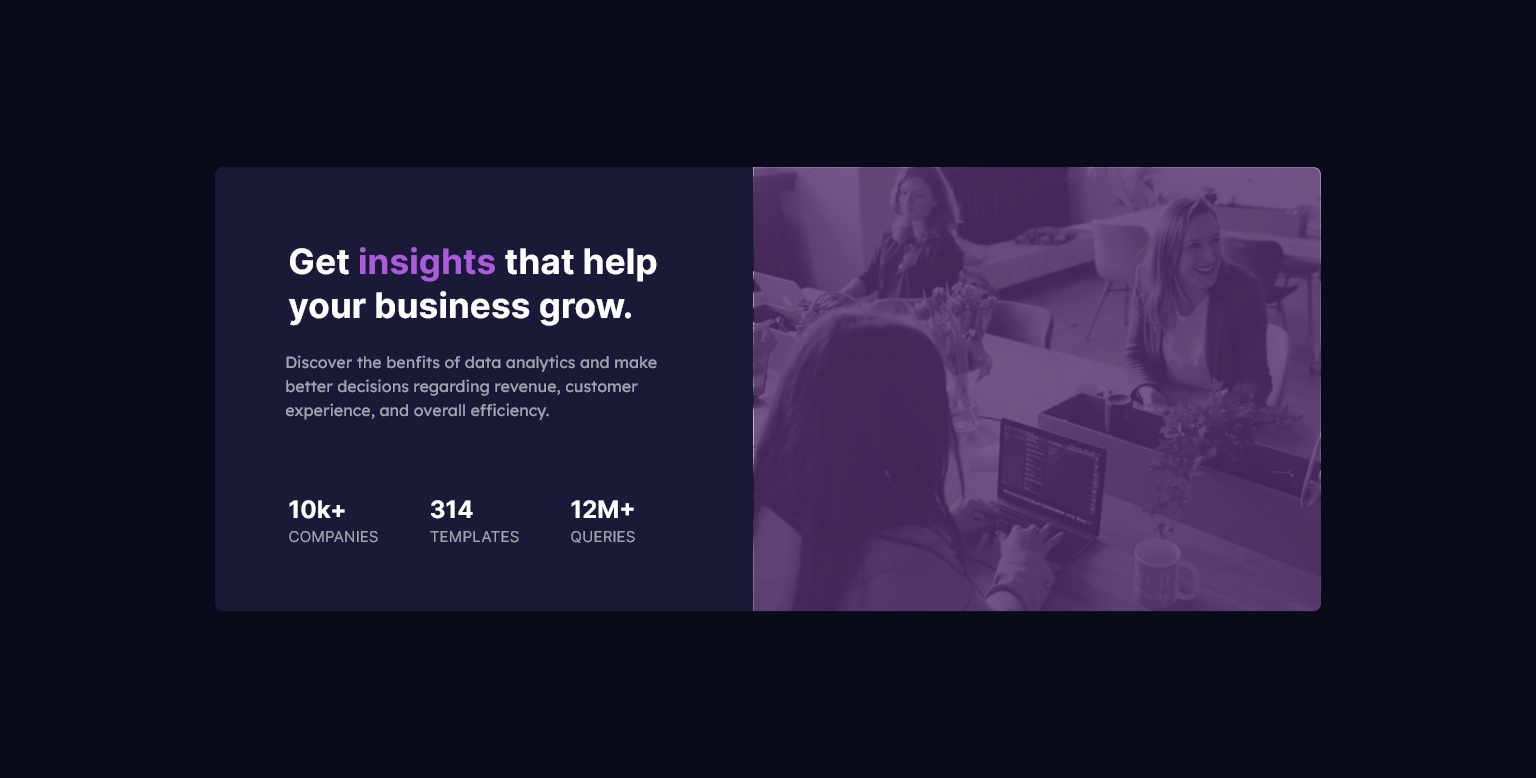 Get insights that help
your business grow.
Discover the benfits of data analytics and make
better decisions regarding revenue, customer
experience, and overall efficiency.
10k+ 314 12M+
COMPANIES TEMPLATES QUERIES